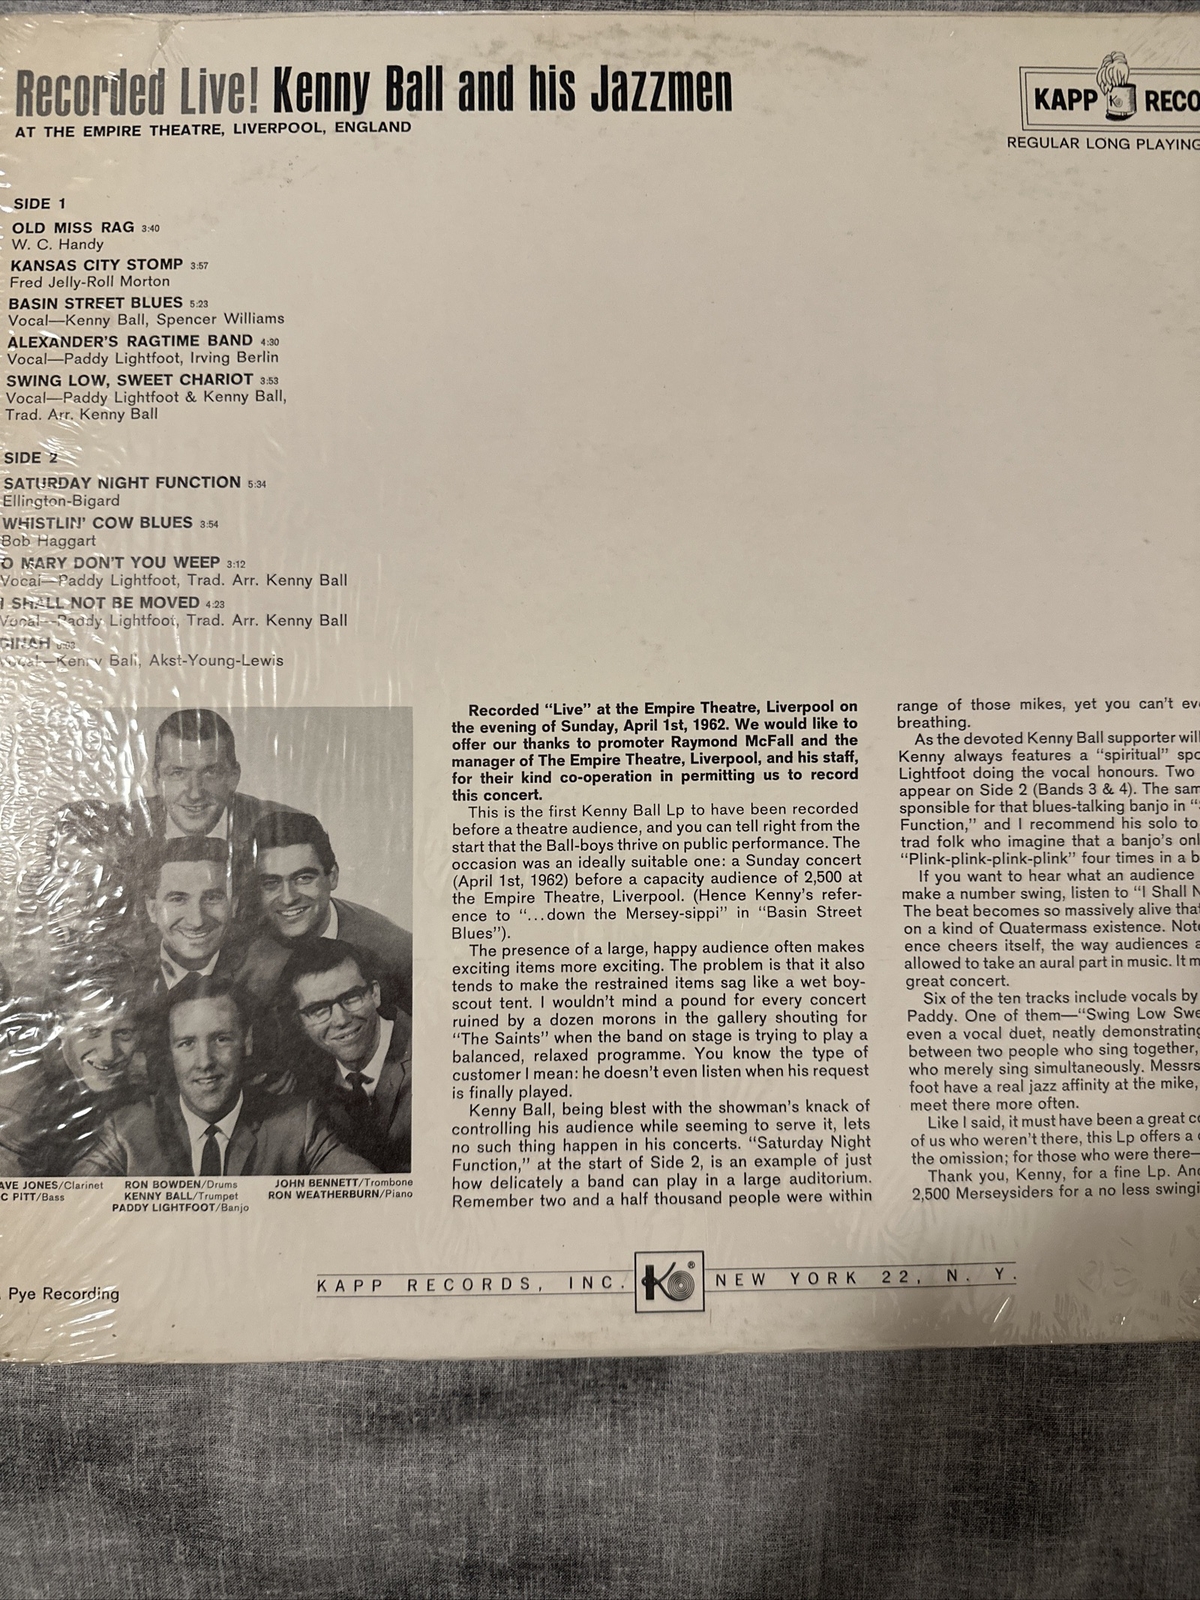 Recorded Live! Kenny Ball and his Jazzmen
AT THE EMPIRE THEATRE, LIVERPOOL, ENGLAND
KAPP K RECO
REGULAR LONG PLAYING
SIDE 1
OLD MISS RAG 3:40
W. C. Handy
KANSAS CITY STOMP 3:57
Fred Jelly-Roll Morton
BASIN STREET BLUES 5:23
Vocal—Kenny Ball, Spencer Williams
ALEXANDER'S RAGTIME BAND 4:30
Vocal—Paddy Lightfoot, Irving Berlin
SWING LOW, SWEET CHARIOT 3:53
Vocal—Paddy Lightfoot & Kenny Ball,
Trad. Arr. Kenny Ball
SIDE 2
SATURDAY NIGHT FUNCTION 5:34
Ellington-Bigard
WHISTLIN' COW BLUES 3:54
Bob Haggart
O MARY DON'T YOU WEEP 3:12
Vocal—Paddy Lightfoot, Trad. Arr. Kenny Ball
I SHALL NOT BE MOVED 4:23
Vocal—Paddy Lightfoot, Trad. Arr. Kenny Ball
GINAH
Vocal—Kenny Ball, Akst-Young-Lewis
AVE JONES/Clarinet
C PITT/Bass
RON BOWDEN/Drums
KENNY BALL/Trumpet
PADDY LIGHTFOOT/Banjo
JOHN BENNETT/Trombone
RON WEATHERBURN/Piano
Recorded "Live" at the Empire Theatre, Liverpool on
the evening of Sunday, April 1st, 1962. We would like to
offer our thanks to promoter Raymond McFall and the
manager of The Empire Theatre, Liverpool, and his staff,
for their kind co-operation in permitting us to record
this concert.
This is the first Kenny Ball Lp to have been recorded
before a theatre audience, and you can tell right from the
start that the Ball-boys thrive on public performance. The
occasion was an ideally suitable one: a Sunday concert
(April 1st, 1962) before a capacity audience of 2,500 at
the Empire Theatre, Liverpool. (Hence Kenny's refer-
ence to "...down the Mersey-sippi" in "Basin Street
Blues").
The presence of a large, happy audience often makes
exciting items more exciting. The problem is that it also
tends to make the restrained items sag like a wet boy-
scout tent. I wouldn't mind a pound for every concert
ruined by a dozen morons in the gallery shouting for
"The Saints" when the band on stage is trying to play a
balanced, relaxed programme. You know the type of
customer I mean: he doesn't even listen when his request
is finally played.
Kenny Ball, being blest with the showman's knack of
controlling his audience while seeming to serve it, lets
no such thing happen in his concerts. "Saturday Night
Function," at the start of Side 2, is an example of just
how delicately a band can play in a large auditorium.
Remember two and a half thousand people were within
range of those mikes, yet you can't ev
breathing.
As the devoted Kenny Ball supporter will
Kenny always features a "spiritual" spo
Lightfoot doing the vocal honours. Two
appear on Side 2 (Bands 3 & 4). The sam
sponsible for that blues-talking banjo in "
Function," and I recommend his solo to
trad folk who imagine that a banjo's onl
"Plink-plink-plink-plink" four times in a b
If you want to hear what an audience
make a number swing, listen to "I Shall N
The beat becomes so massively alive that
on a kind of Quatermass existence. Note
ence cheers itself, the way audiences a
allowed to take an aural part in music. It m
great concert.
Six of the ten tracks include vocals by
Paddy. One of them—"Swing Low Swe
even a vocal duet, neatly demonstrating
between two people who sing together,
who merely sing simultaneously. Messrs
foot have a real jazz affinity at the mike,
meet there more often.
Like I said, it must have been a great co
of us who weren't there, this Lp offers a
the omission; for those who were there—
Thank you, Kenny, for a fine Lp. And
2,500 Merseysiders for a no less swingi
Pye Recording
KAPP RECORDS, INC. K ® NEW YORK 22, N. Y.